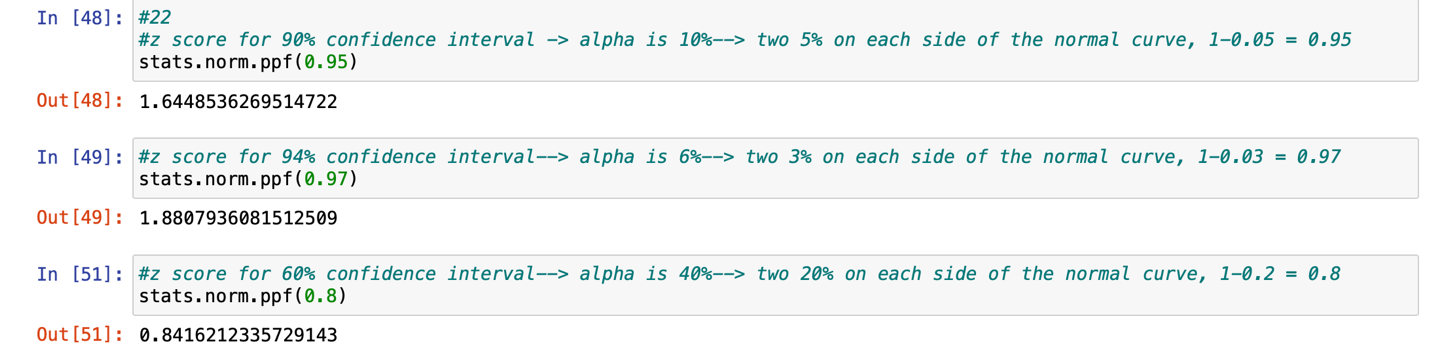 In [48]: #22
#z score for 90% confidence interval -> alpha is 10%--> two 5% on each side of the normal curve, 1-0.05 = 0.95
stats.norm.ppf(0.95)
Out[48]: 1.6448536269514722
In [49]: #z score for 94% confidence interval--> alpha is 6%--> two 3% on each side of the normal curve, 1-0.03 = 0.97
stats.norm.ppf(0.97)
Out[49]: 1.8807936081512509
In [51]: #z score for 60% confidence interval--> alpha is 40%--> two 20% on each side of the normal curve, 1-0.2 = 0.8
stats.norm.ppf(0.8)
Out[51]: 0.8416212335729143